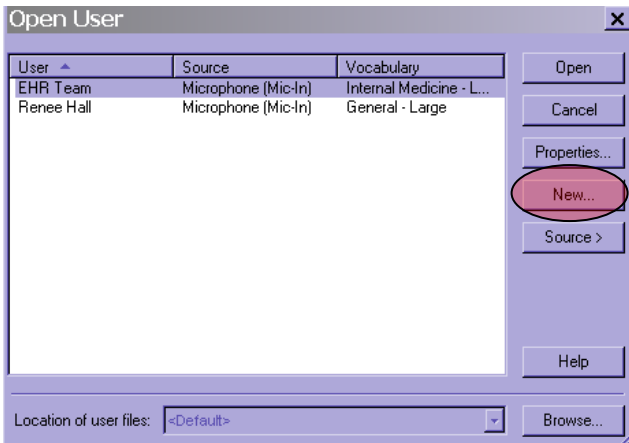 Open User
User Source Vocabulary
EHR Team Microphone (Mic-In) Internal Medicine - L...
Renee Hall Microphone (Mic-In) General - Large
Open
Cancel
Properties...
New...
Source >
Help
Location of user files: <Default> Browse...